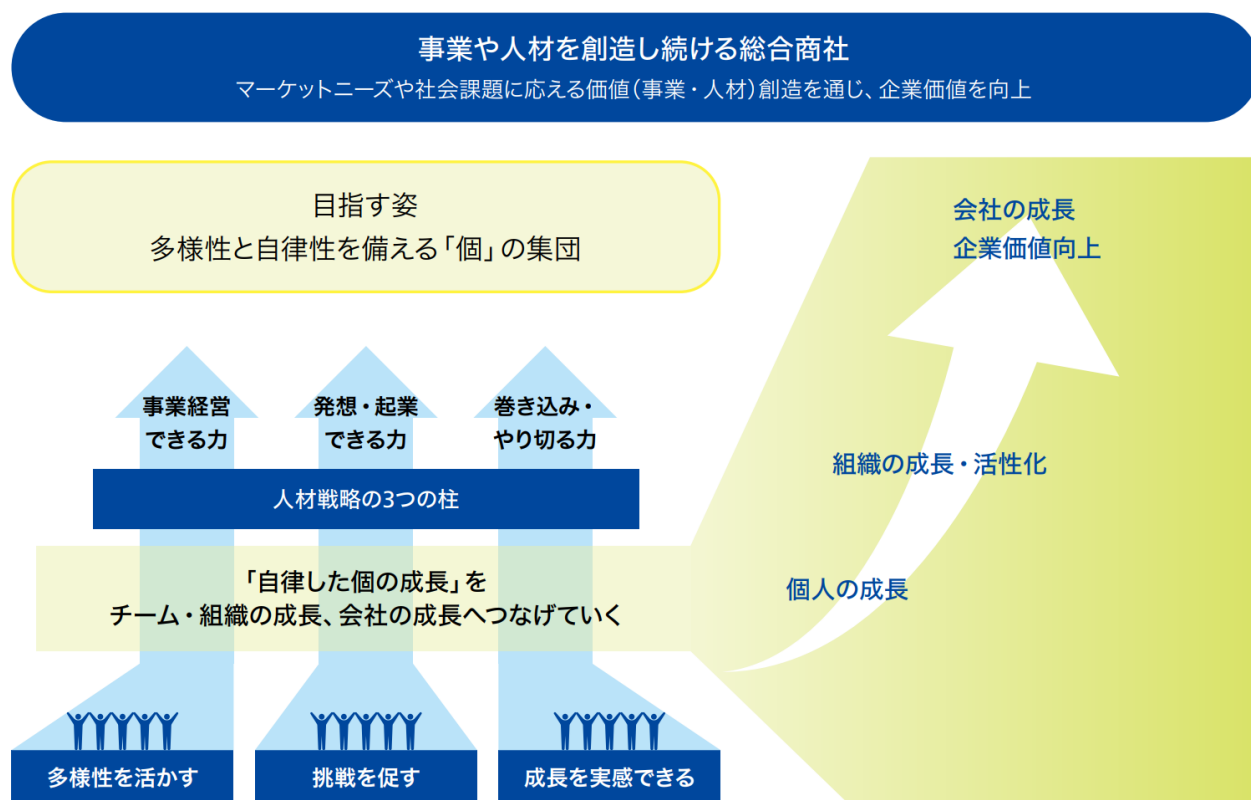 事業や人材を創造し続ける総合商社
マーケットニーズや社会課題に応える価値（事業・人材）創造を通じ、企業価値を向上
目指す姿
多様性と自律性を備える「個」の集団
事業経営
できる力
発想・起業
できる力
巻き込み・
やり切る力
人材戦略の3つの柱
「自律した個の成長」を
チーム・組織の成長、会社の成長へつなげていく
多様性を活かす
挑戦を促す
成長を実感できる
会社の成長
企業価値向上
組織の成長・活性化
個人の成長